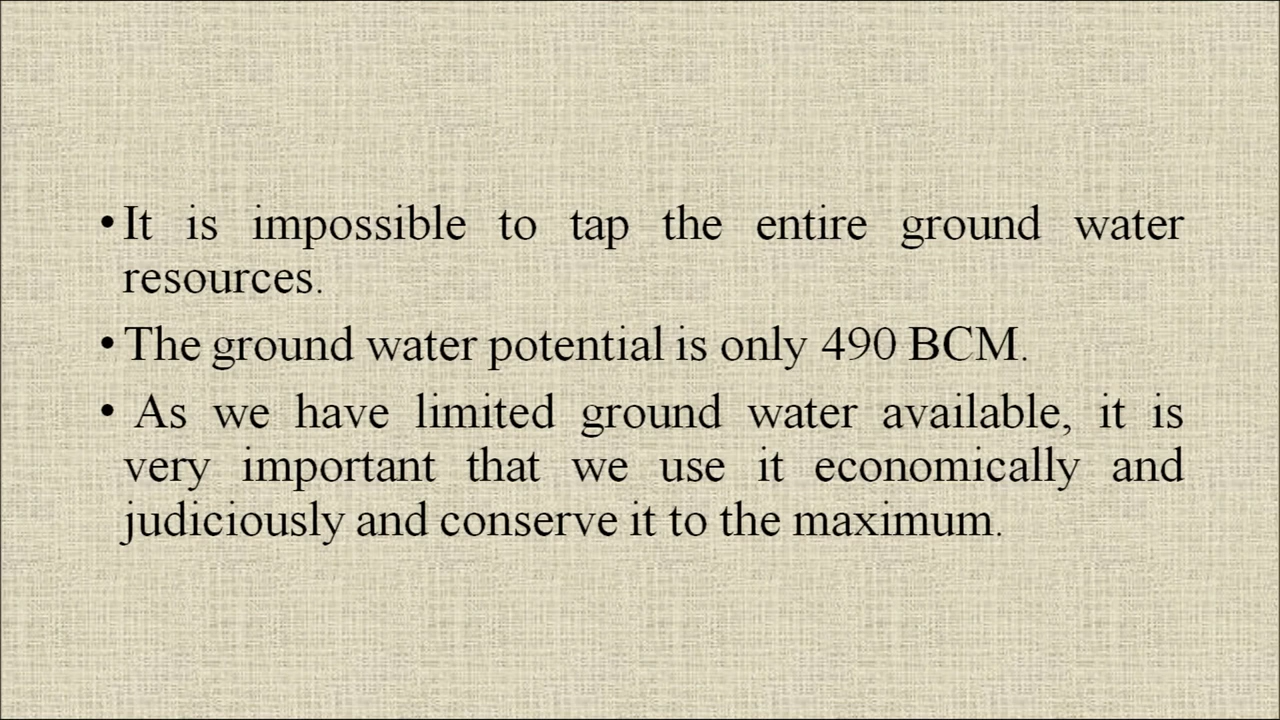 • It is impossible to tap the entire ground water
resources.
• The ground water potential is only 490 BCM.
• As we have limited ground water available, it is
very important that we use it economically and
judiciously and conserve it to the maximum.